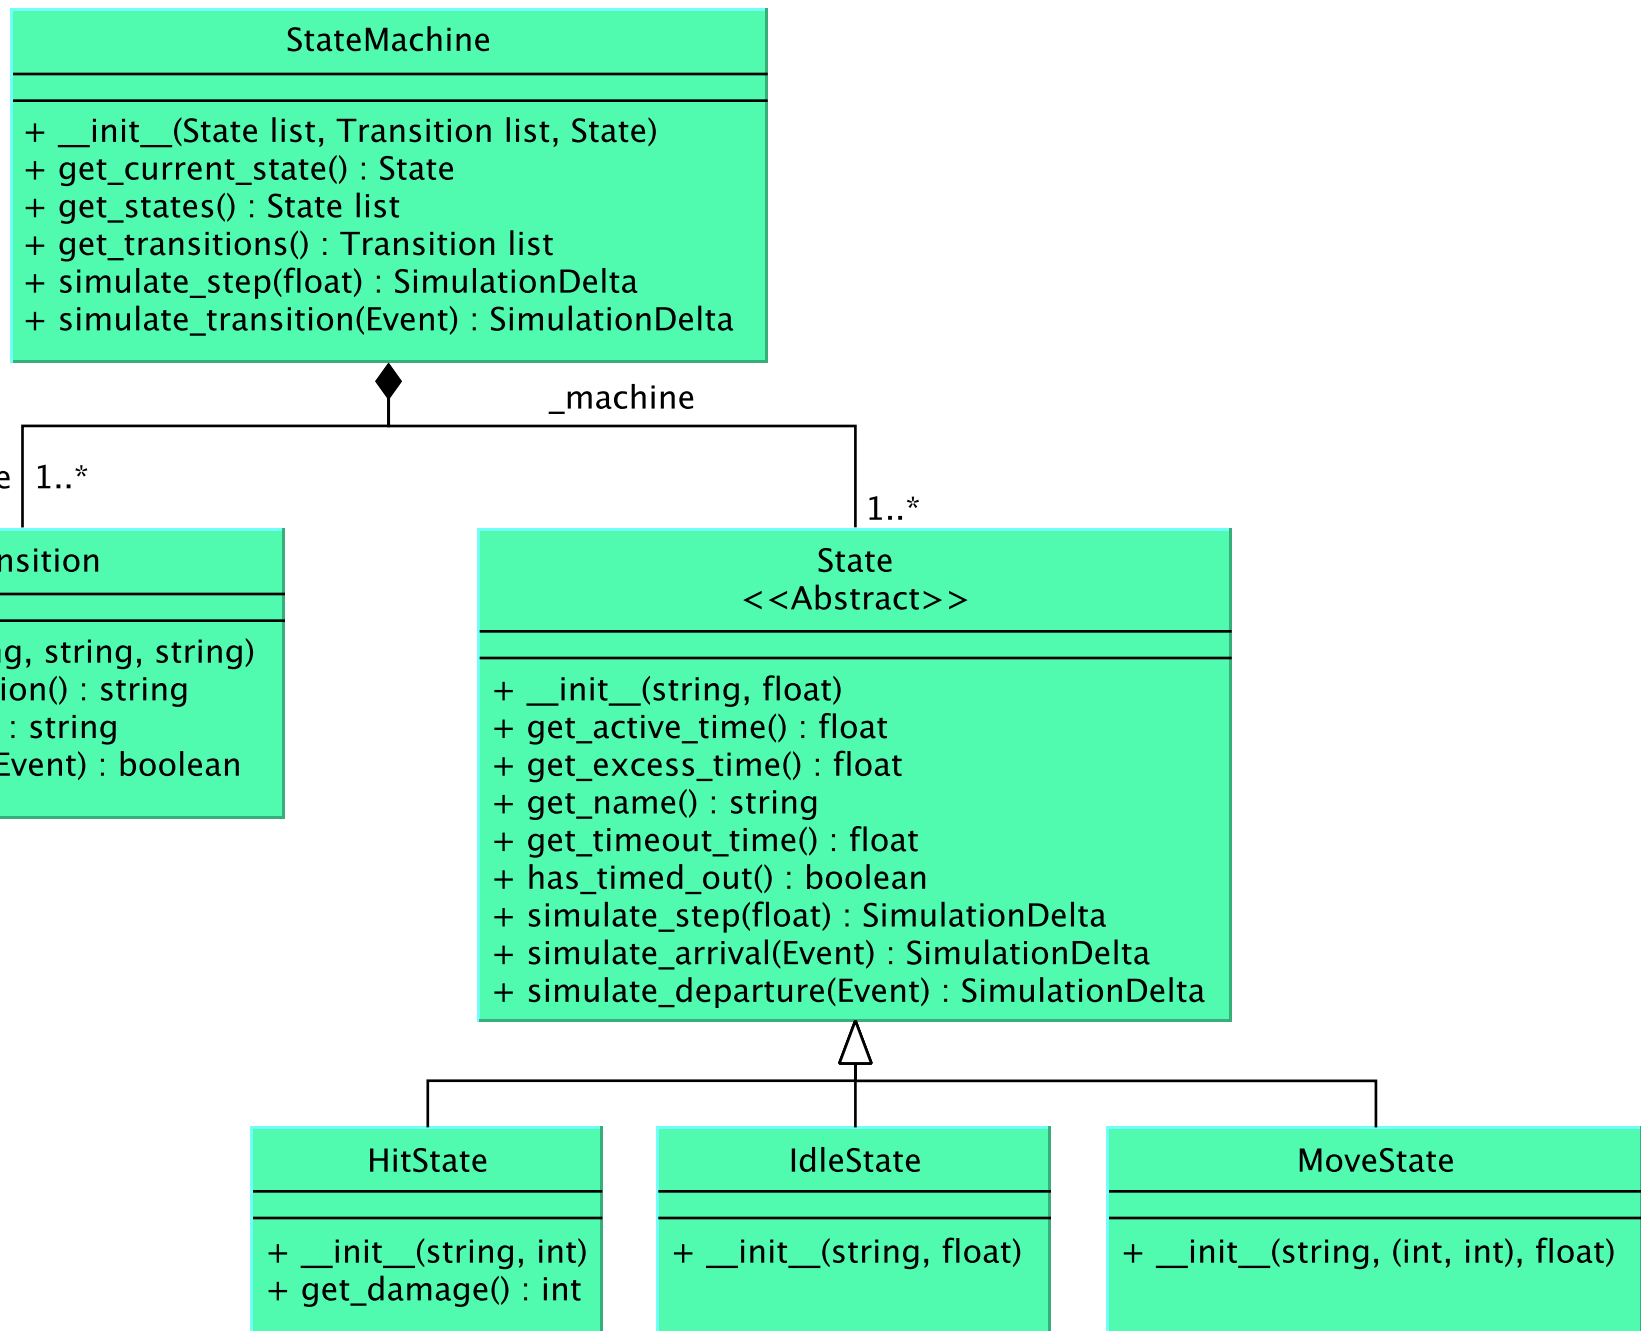 StateMachine
+ __init__(State list, Transition list, State)
+ get_current_state() : State
+ get_states() : State list
+ get_transitions() : Transition list
+ simulate_step(float) : SimulationDelta
+ simulate_transition(Event) : SimulationDelta
_machine
e 1..*
1..*
nsition
g, string, string)
ion() : string
: string
Event) : boolean
State
<<Abstract>>
+ __init__(string, float)
+ get_active_time() : float
+ get_excess_time() : float
+ get_name() : string
+ get_timeout_time() : float
+ has_timed_out() : boolean
+ simulate_step(float) : SimulationDelta
+ simulate_arrival(Event) : SimulationDelta
+ simulate_departure(Event) : SimulationDelta
HitState
+ __init__(string, int)
+ get_damage() : int
IdleState
+ __init__(string, float)
MoveState
+ __init__(string, (int, int), float)